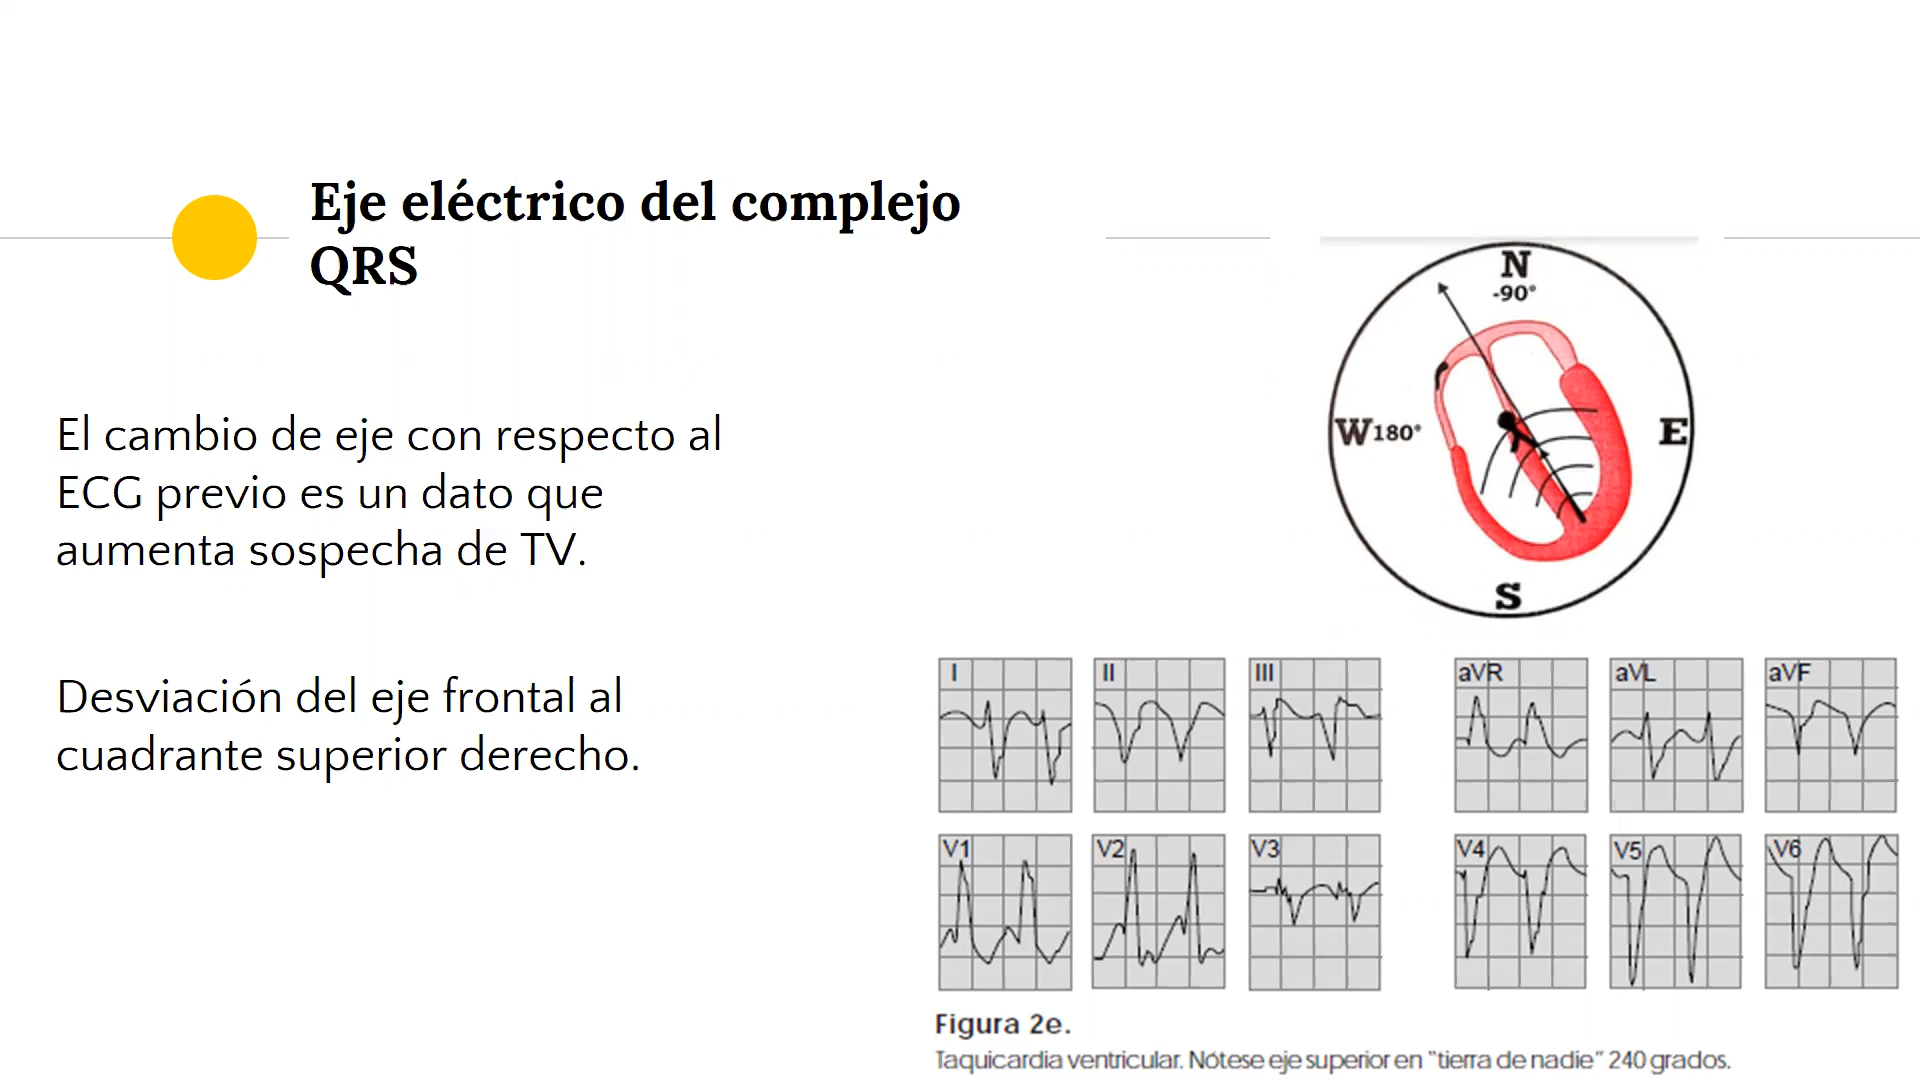 Eje eléctrico del complejo
QRS
El cambio de eje con respecto al
ECG previo es un dato que
aumenta sospecha de TV.
Desviación del eje frontal al
cuadrante superior derecho.
N
-90°
W 180°
E
S
I
II
III
aVR
aVL
aVF
V1
V2
V3
V4
V5
V6
Figura 2e.
Taquicardia ventricular. Nótese eje superior en "tierra de nadie" 240 grados.